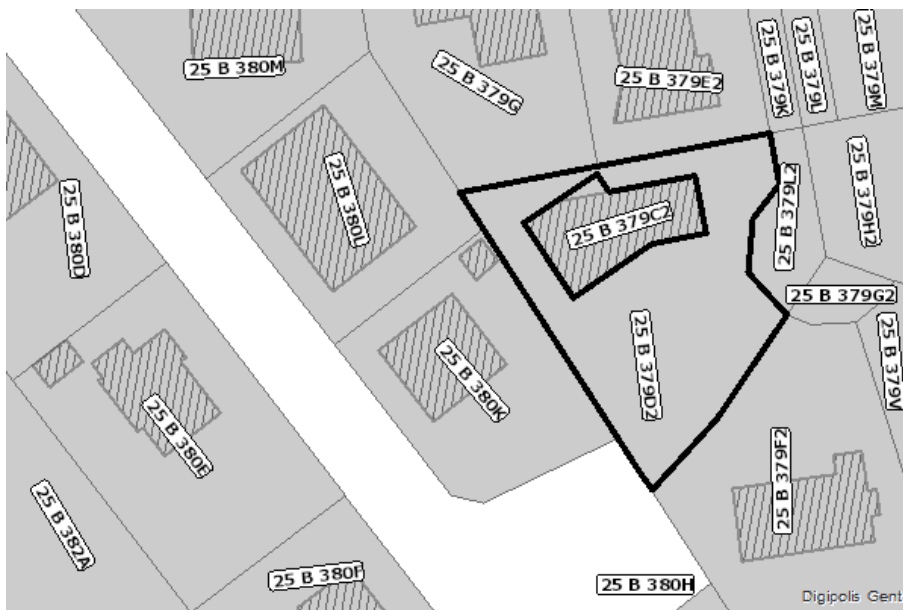 25 B 380M
25 B 379G
25 B 379E2
25 B 379K
25 B 379L
25 B 379M
25 B 380D
25 B 380L
25 B 379C2
25 B 379L2
25 B 379H2
25 B 379G2
25 B 380E
25 B 380K
25 B 379D2
25 B 379V
25 B 382A
25 B 379F2
25 B 380F
25 B 380H
Digipolis Gent